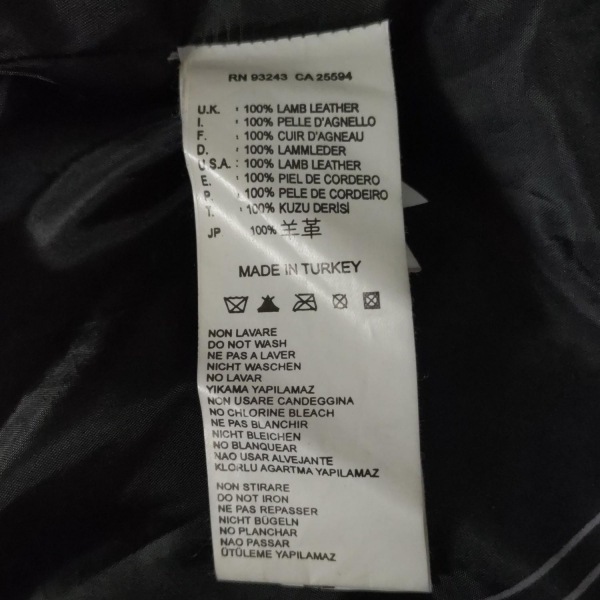 RN 93243 CA 25594
U.K. : 100% LAMB LEATHER
I. : 100% PELLE D'AGNELLO
F. : 100% CUIR D'AGNEAU
D. : 100% LAMMLEDER
U.S.A. : 100% LAMB LEATHER
E. : 100% PIEL DE CORDERO
P. : 100% PELE DE CORDEIRO
T. : 100% KUZU DERİSİ
JP 100% 羊革
MADE IN TURKEY
NON LAVARE
DO NOT WASH
NE PAS A LAVER
NICHT WASCHEN
NO LAVAR
YIKAMA YAPILAMAZ
NON USARE CANDEGGINA
NO CHLORINE BLEACH
NE PAS BLANCHIR
NICHT BLEICHEN
NO BLANQUEAR
NAO USAR ALVEJANTE
KLORLU AGARTMA YAPILAMAZ
NON STIRARE
DO NOT IRON
NE PAS REPASSER
NICHT BÜGELN
NO PLANCHAR
NAO PASSAR
ÜTÜLEME YAPILAMAZ